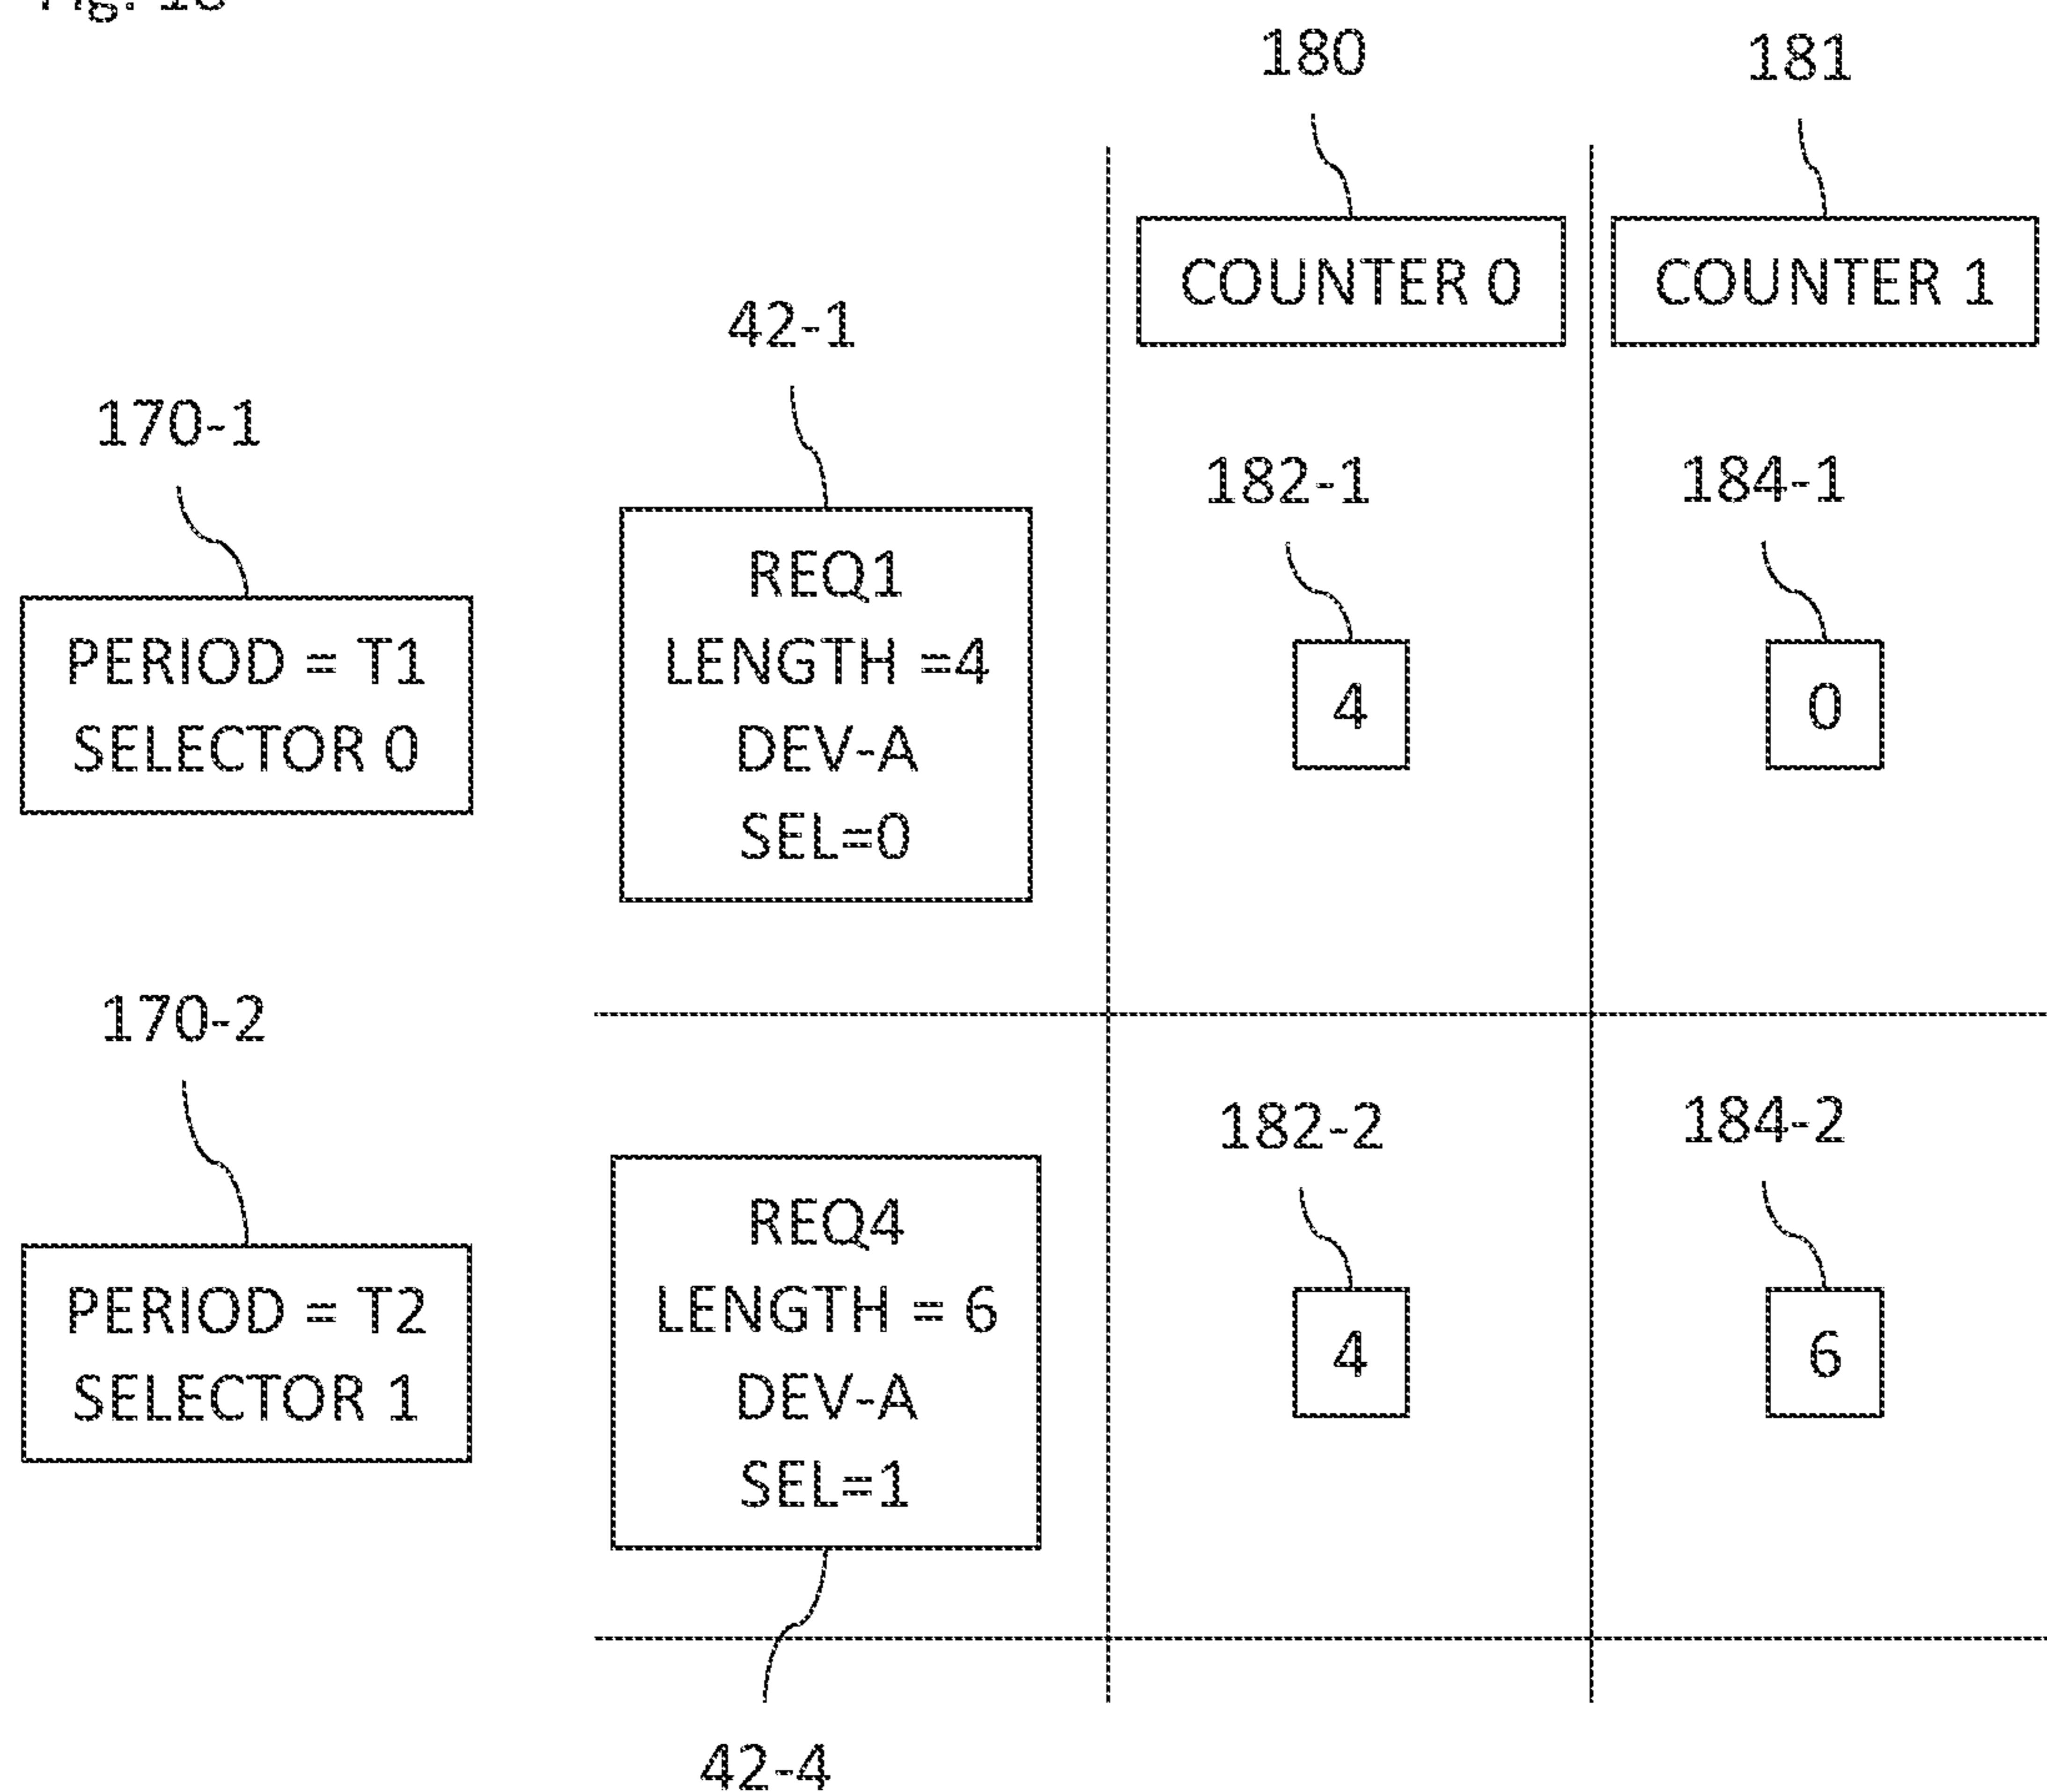 180
181
COUNTER 0
COUNTER 1
42-1
170-1
182-1
184-1
REQ1
LENGTH =4
DEV-A
SEL=0
PERIOD = T1
SELECTOR 0
4
0
170-2
182-2
184-2
REQ4
LENGTH = 6
DEV-A
SEL=1
PERIOD = T2
SELECTOR 1
4
6
42-4